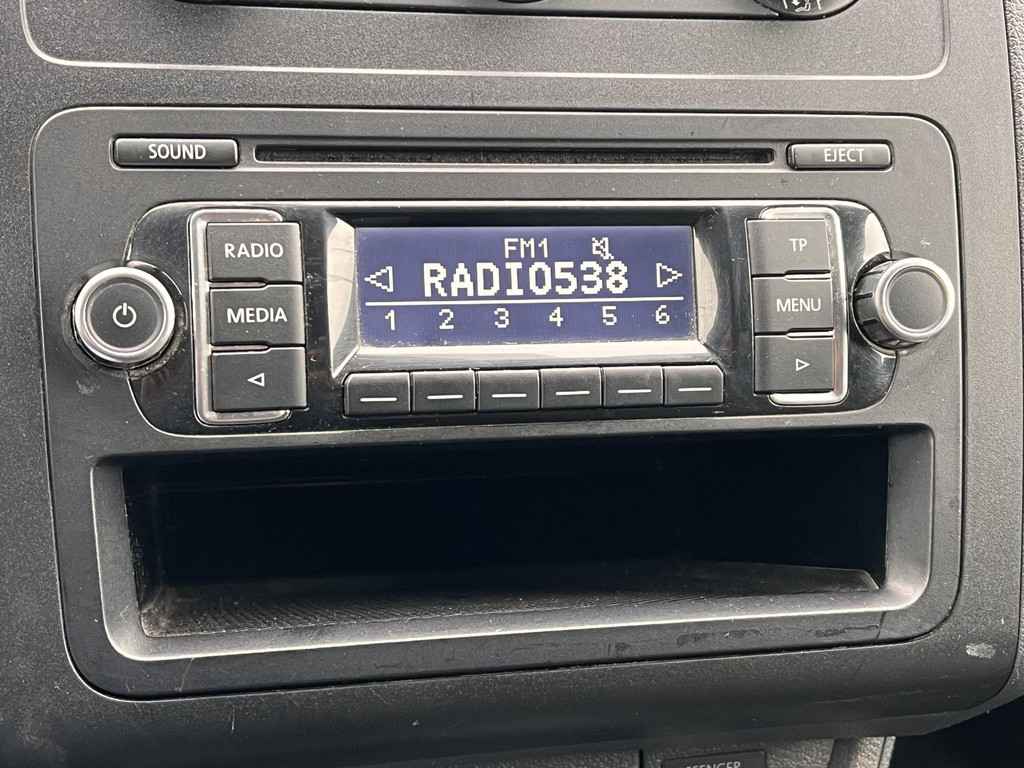 SOUND
EJECT
RADIO
FM1
TP
RADIO538
MEDIA
MENU
1 2 3 4 5 6